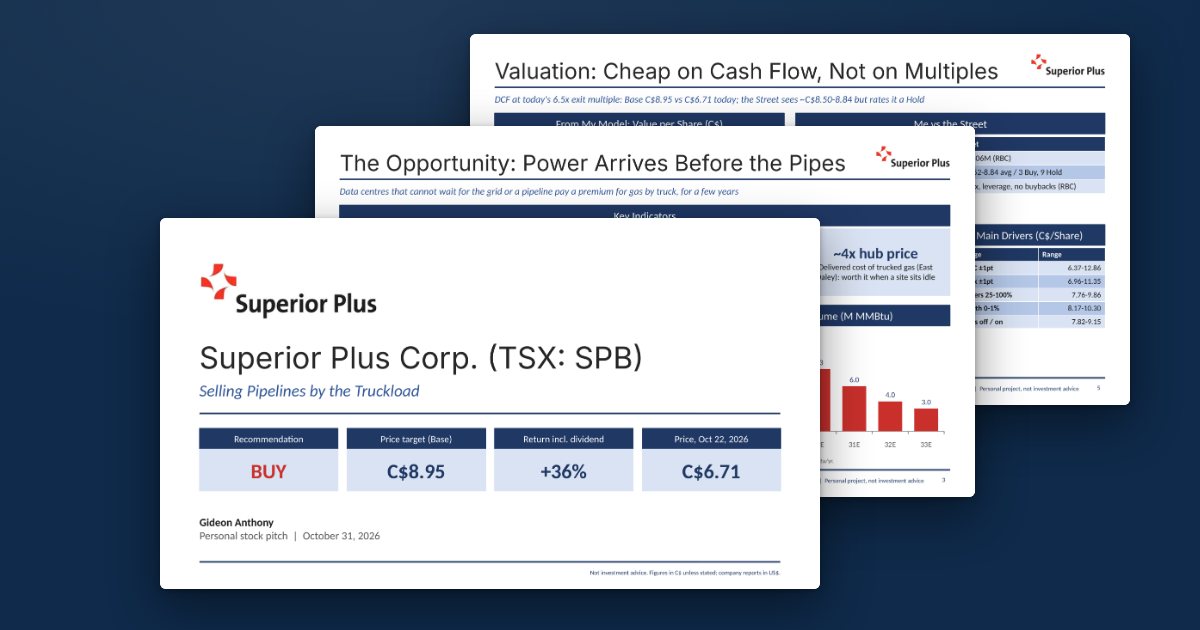 Valuation: Cheap on Cash Flow, Not on Multiples
Superior Plus
DCF at today's 6.5x exit multiple: Base C$8.95 vs C$6.71 today; the Street sees ~C$8.50-8.84 but rates it a Hold
From My Model: Value per Share (C$)
Me vs the Street
06M (RBC)
52-8.84 avg / 3 Buy, 9 Hold
x, leverage, no buybacks (RBC)
Main Drivers (C$/Share)
Range
±1pt 6.37-12.86
±1pt 6.96-11.35
ers 25-100% 7.76-9.86
th 0-1% 8.17-10.30
s off / on 7.82-9.15
Personal project, not investment advice 5
The Opportunity: Power Arrives Before the Pipes
Superior Plus
Data centres that cannot wait for the grid or a pipeline pay a premium for gas by truck, for a few years
Key Indicators
~4x hub price
Delivered cost of trucked gas (East
Valley): worth it when a site sits idle
ume (M MMBtu)
3
6.0
4.0
3.0
E 31E 32E 33E
Personal project, not investment advice 3
Superior Plus
Superior Plus Corp. (TSX: SPB)
Selling Pipelines by the Truckload
Recommendation Price target (Base) Return incl. dividend Price, Oct 22, 2026
BUY C$8.95 +36% C$6.71
Gideon Anthony
Personal stock pitch | October 31, 2026
Not investment advice. Figures in C$ unless stated; company reports in US$.